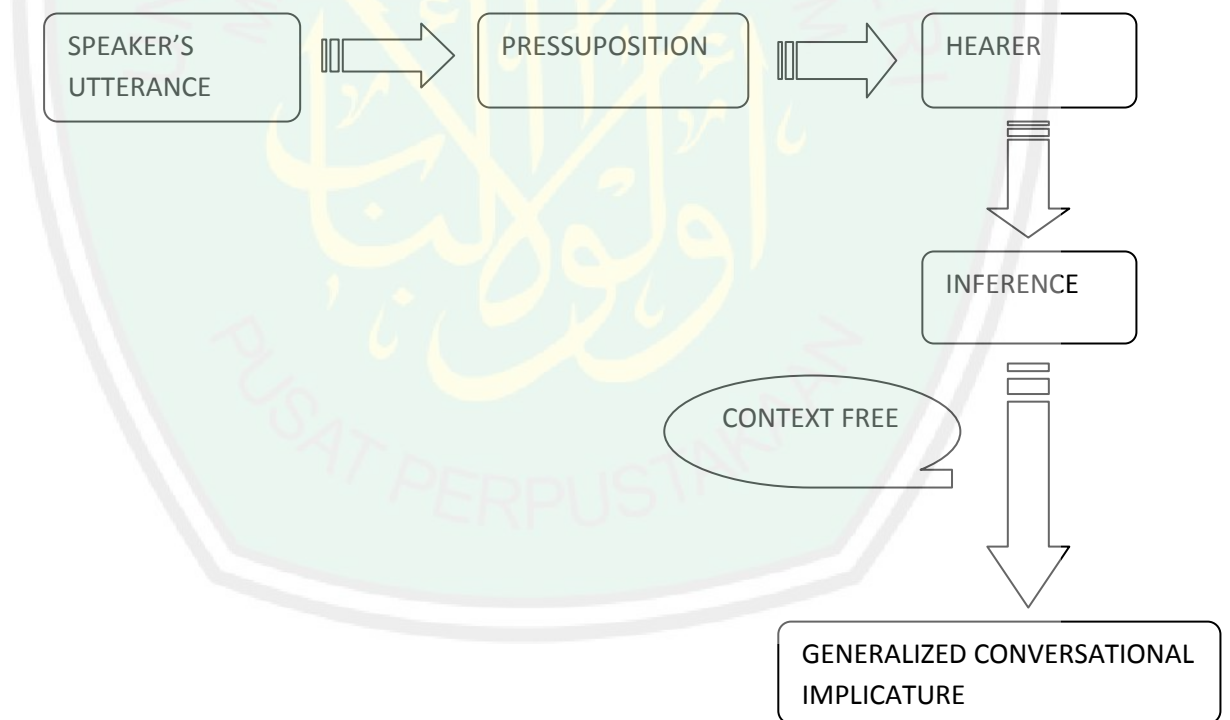 SPEAKER’S
UTTERANCE
PRESSUPOSITION
HEARER
INFERENCE
CONTEXT FREE
GENERALIZED CONVERSATIONAL
IMPLICATURE
PUSAT PERPUSTAKAAN